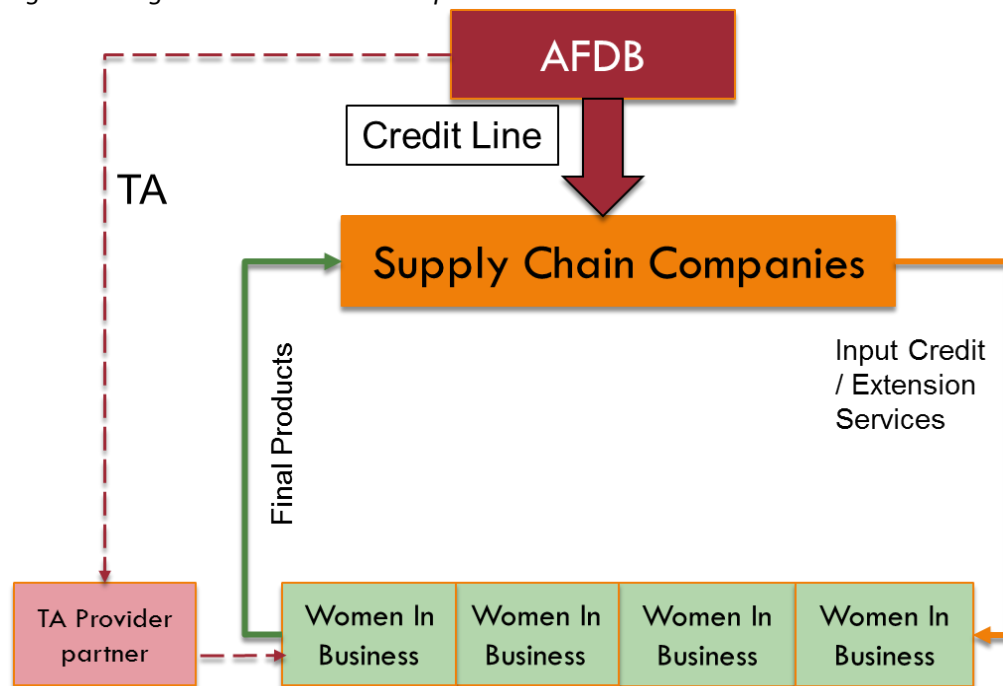 AFDB
Credit Line
TA
Supply Chain Companies
Input Credit
/ Extension
Services
Final Products
TA Provider
partner
Women In
Business
Women In
Business
Women In
Business
Women In
Business